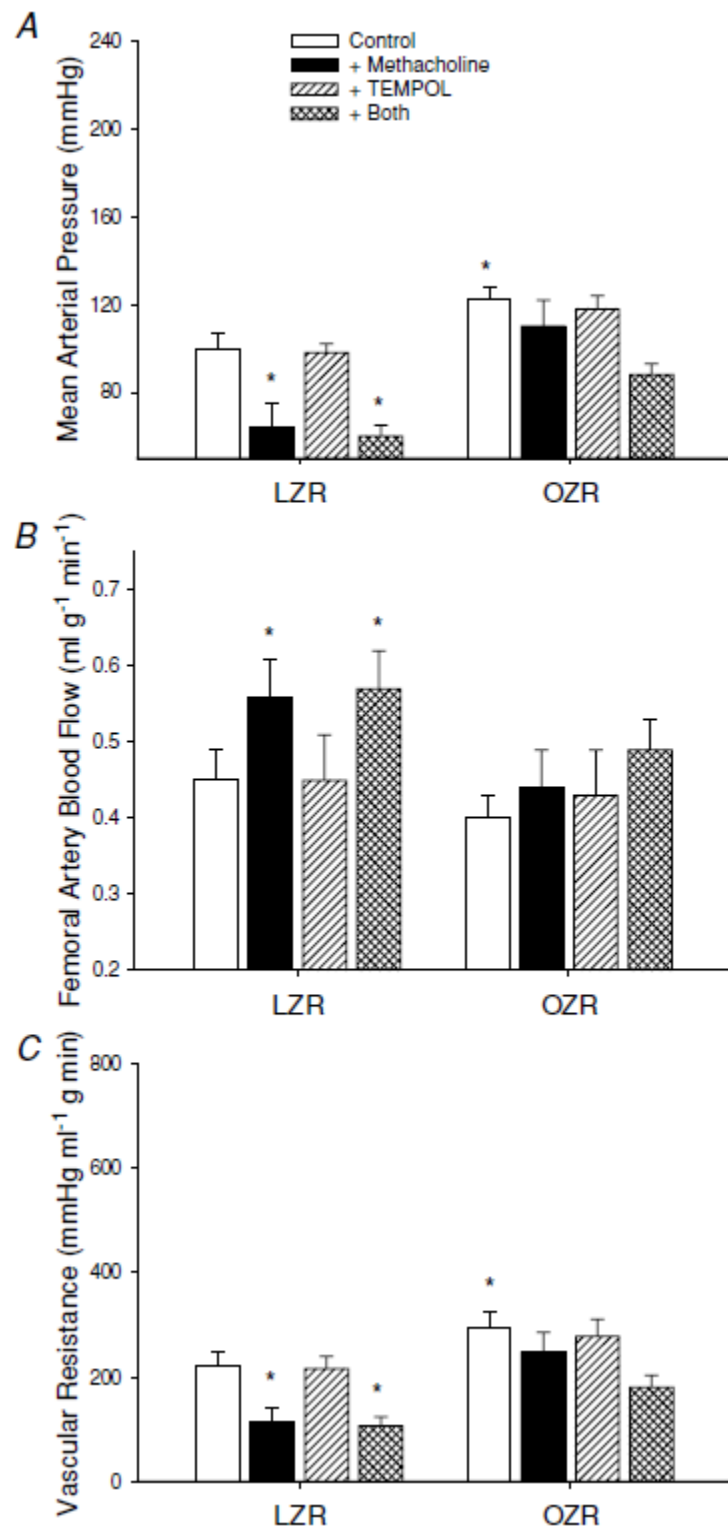 A
Mean Arterial Pressure (mmHg)
240
200
160
120
80
Control
+ Methacholine
+ TEMPOL
+ Both
*
*
*
LZR
OZR
B
Femoral Artery Blood Flow (ml g⁻¹ min⁻¹)
0.7
0.6
0.5
0.4
0.3
0.2
*
*
LZR
OZR
C
Vascular Resistance (mmHg ml⁻¹ g min)
800
600
400
200
0
*
*
*
LZR
OZR